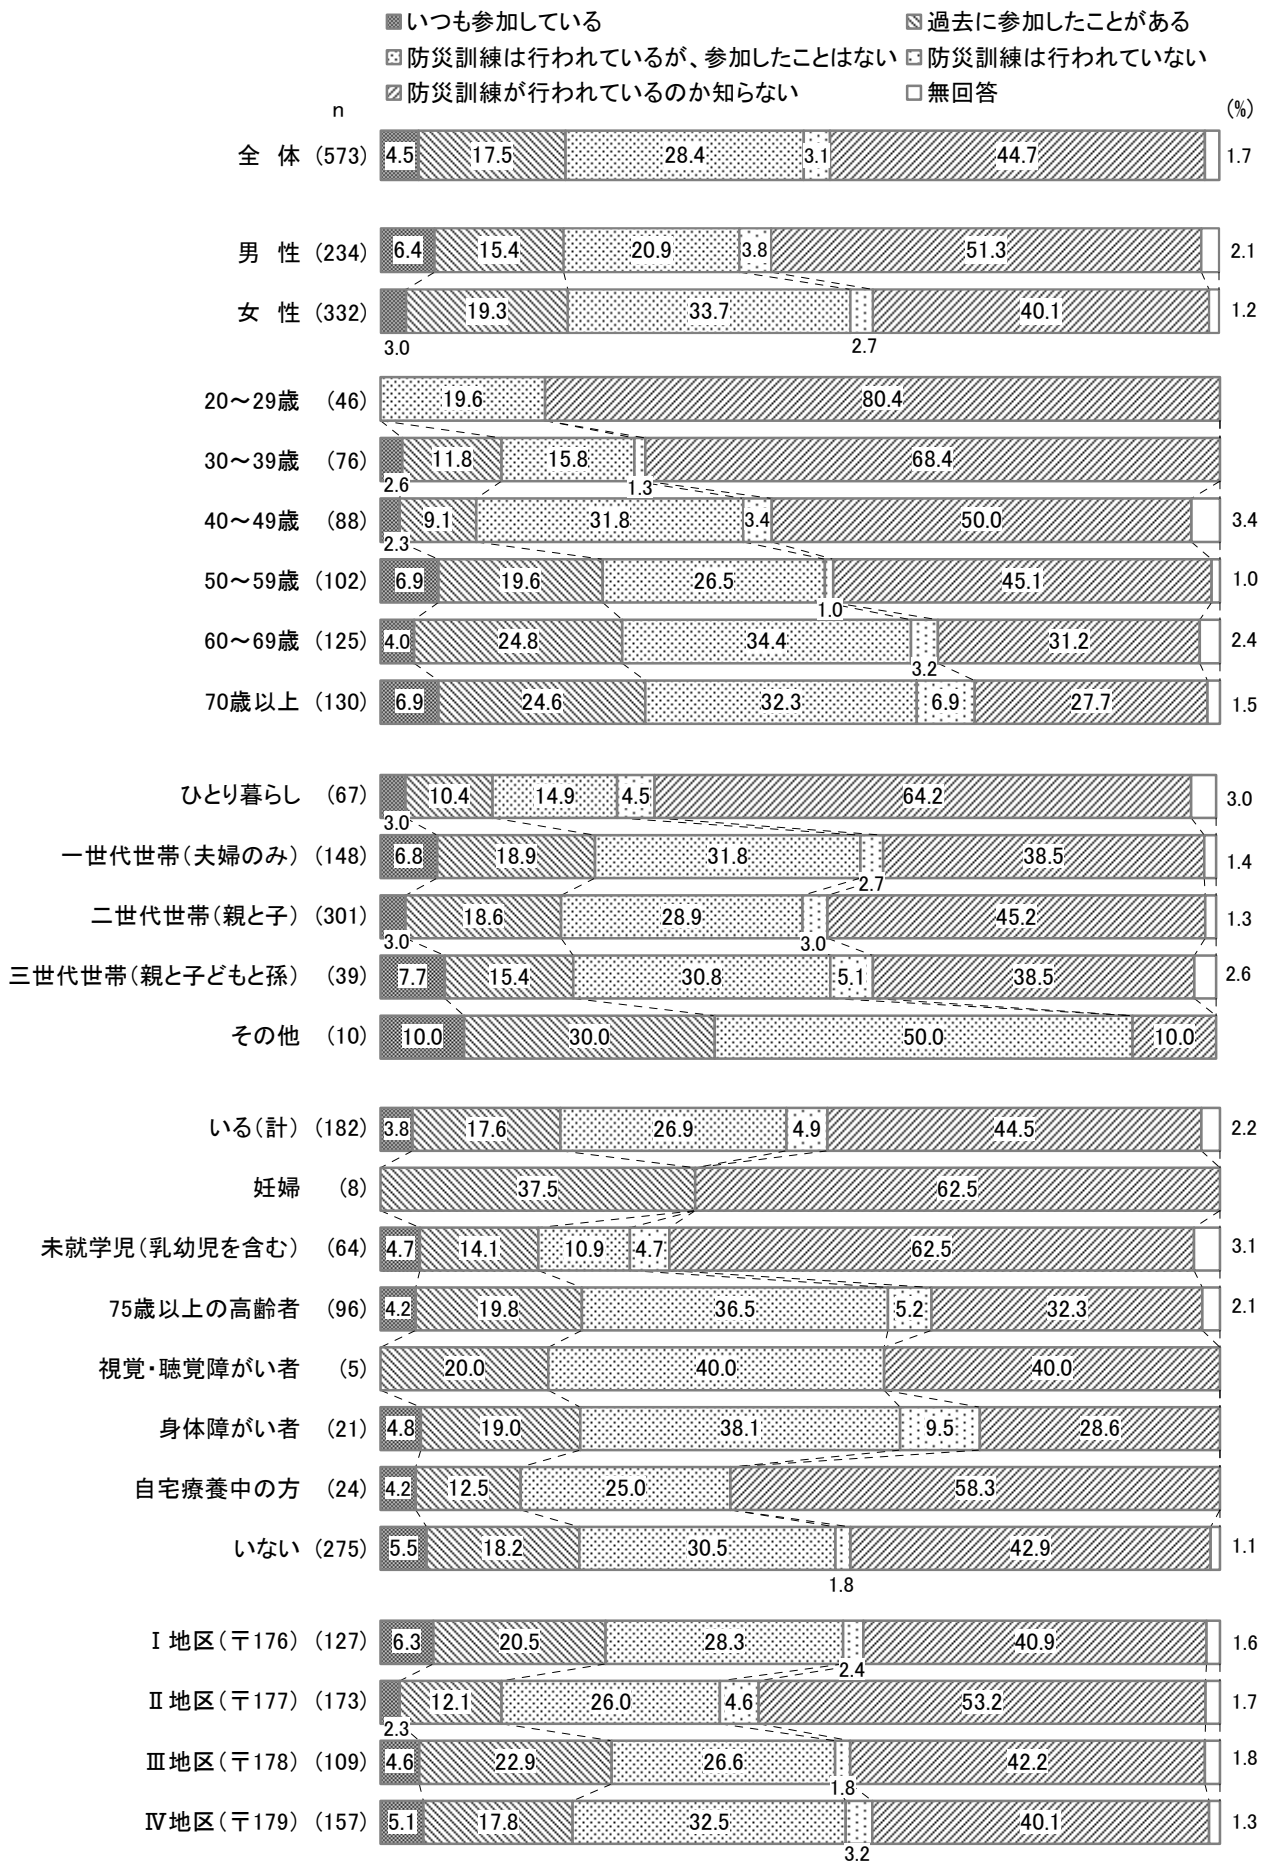 いつも参加している 過去に参加したことがある
防災訓練は行われているが、参加したことはない 防災訓練は行われていない
防災訓練が行われているのか知らない 無回答
n (%)
全 体 (573) 4.5 17.5 28.4 3.1 44.7 1.7
男 性 (234) 6.4 15.4 20.9 3.8 51.3 2.1
女 性 (332) 19.3 33.7 40.1 1.2
3.0 2.7
20～29歳 (46) 19.6 80.4
30～39歳 (76) 11.8 15.8 68.4
2.6 1.3
40～49歳 (88) 9.1 31.8 3.4 50.0 3.4
2.3
50～59歳 (102) 6.9 19.6 26.5 45.1 1.0
1.0
60～69歳 (125) 4.0 24.8 34.4 31.2 2.4
3.2
70歳以上 (130) 6.9 24.6 32.3 6.9 27.7 1.5
ひとり暮らし (67) 10.4 14.9 4.5 64.2 3.0
3.0
一世代世帯（夫婦のみ） (148) 6.8 18.9 31.8 38.5 1.4
2.7
二世代世帯（親と子） (301) 18.6 28.9 45.2 1.3
3.0 3.0
三世代世帯（親と子どもと孫） (39) 7.7 15.4 30.8 5.1 38.5 2.6
その他 (10) 10.0 30.0 50.0 10.0
いる（計） (182) 3.8 17.6 26.9 4.9 44.5 2.2
妊婦 (8) 37.5 62.5
未就学児（乳幼児を含む） (64) 4.7 14.1 10.9 4.7 62.5 3.1
75歳以上の高齢者 (96) 4.2 19.8 36.5 5.2 32.3 2.1
視覚・聴覚障がい者 (5) 20.0 40.0 40.0
身体障がい者 (21) 4.8 19.0 38.1 9.5 28.6
自宅療養中の方 (24) 4.2 12.5 25.0 58.3
いない (275) 5.5 18.2 30.5 42.9 1.1
1.8
Ⅰ地区（〒176） (127) 6.3 20.5 28.3 40.9 1.6
2.4
Ⅱ地区（〒177） (173) 12.1 26.0 4.6 53.2 1.7
2.3
Ⅲ地区（〒178） (109) 4.6 22.9 26.6 42.2 1.8
1.8
Ⅳ地区（〒179） (157) 5.1 17.8 32.5 40.1 1.3
3.2